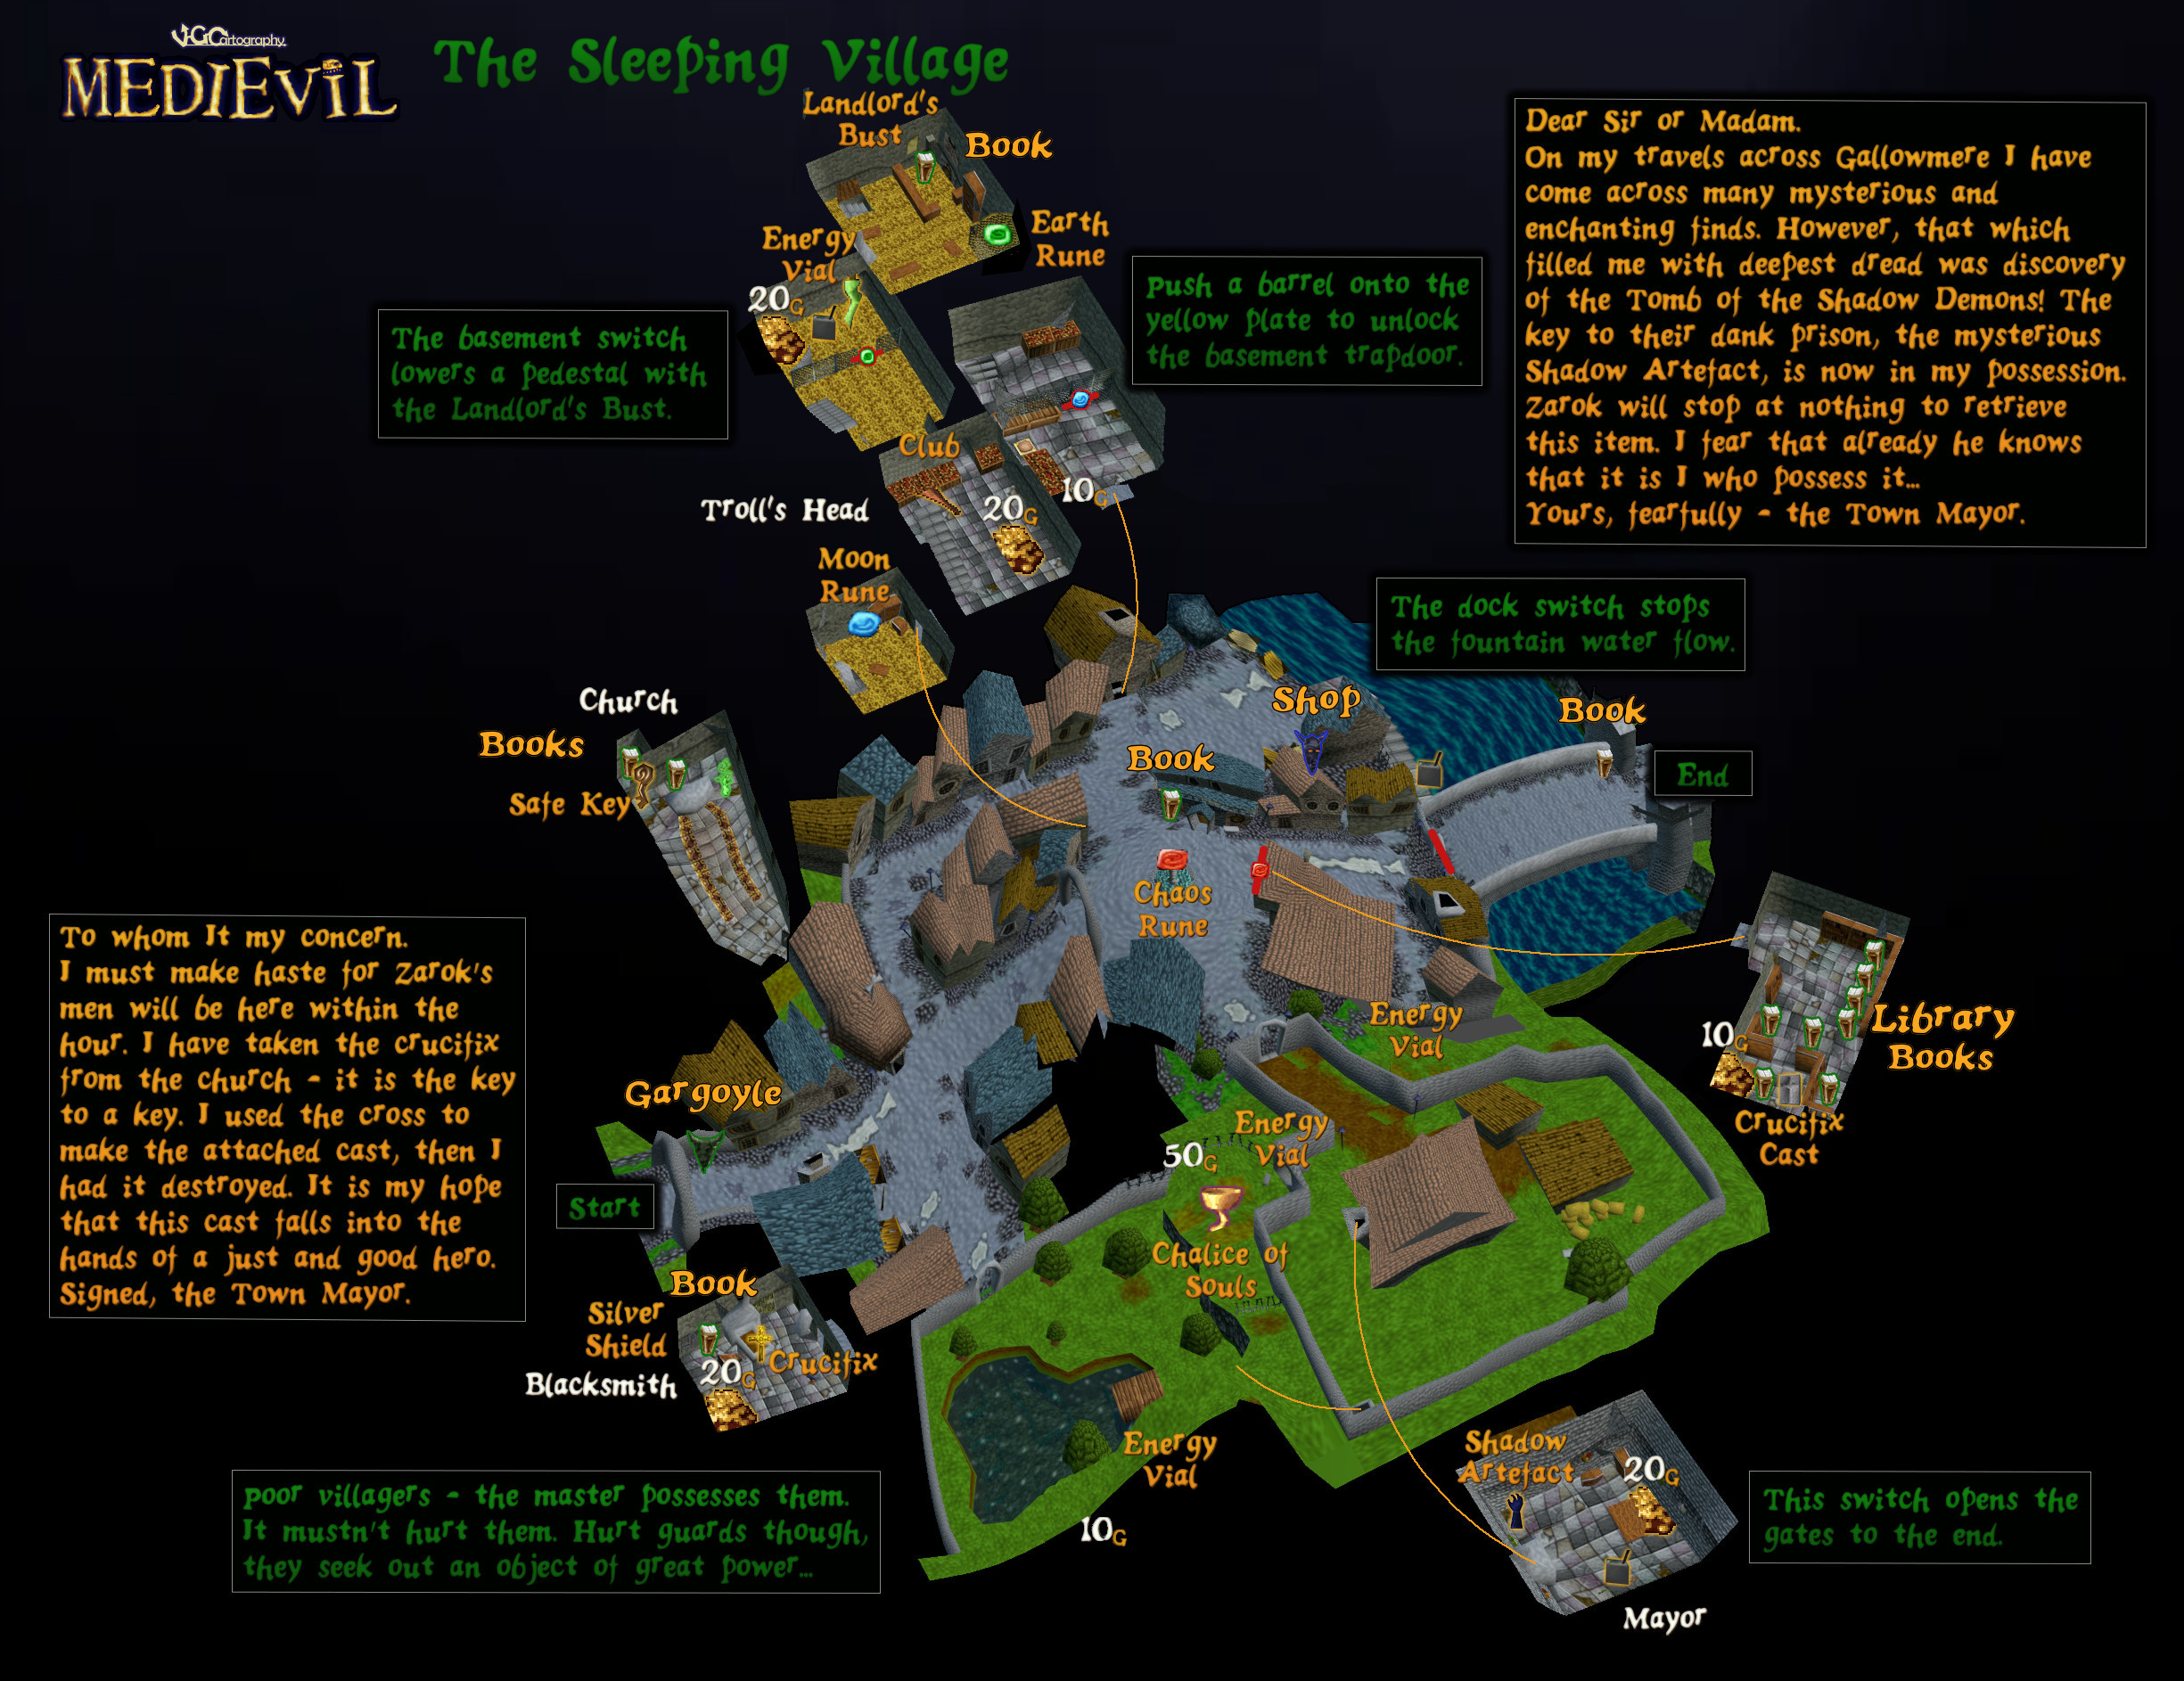 VGCartography
MEDIEVIL
The Sleeping Village
Landlord's
Bust
Book
Earth
Rune
Energy
Vial
20G
The basement switch
lowers a pedestal with
the Landlord's Bust.
Push a barrel onto the
yellow plate to unlock
the basement trapdoor.
Dear Sir or Madam.
On my travels across Gallowmere I have
come across many mysterious and
enchanting finds. However, that which
filled me with deepest dread was discovery
of the Tomb of the Shadow Demons! The
key to their dank prison, the mysterious
Shadow Artefact, is now in my possession.
Zarok will stop at nothing to retrieve
this item. I fear that already he knows
that it is I who possess it...
Yours, fearfully - the Town Mayor.
Club
Troll's Head
20G
10G
Moon
Rune
The dock switch stops
the fountain water flow.
Church
Books
Safe Key
Shop
Book
Book
End
Chaos
Rune
To whom It my concern.
I must make haste for Zarok's
men will be here within the
hour. I have taken the crucifix
from the church - it is the key
to a key. I used the cross to
make the attached cast, then I
had it destroyed. It is my hope
that this cast falls into the
hands of a just and good hero.
Signed, the Town Mayor.
Energy
Vial
10G
Library
Books
Crucifix
Cast
Gargoyle
Start
Energy
Vial
50G
Chalice of
Souls
Book
Silver
Shield
20G
Crucifix
Blacksmith
Energy
Vial
10G
Shadow
Artefact
20G
Mayor
Poor villagers - the master possesses them.
It mustn't hurt them. Hurt guards though,
they seek out an object of great power...
This switch opens the
gates to the end.